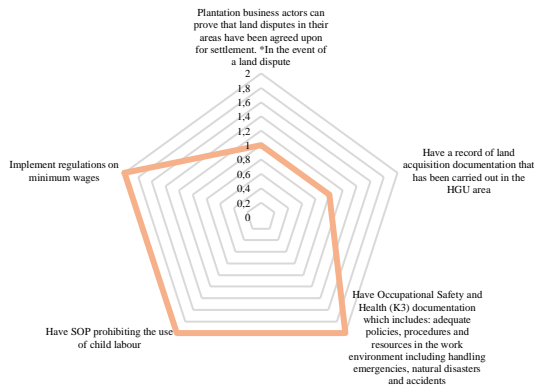 Plantation business actors can
prove that land disputes in their
areas have been agreed upon
for settlement. *In the event of
a land dispute
2
1,8
1,6
1,4
1,2
1
0,8
0,6
0,4
0,2
0
Have a record of land
acquisition documentation that
has been carried out in the
HGU area
Have Occupational Safety and
Health (K3) documentation
which includes: adequate
policies, procedures and
resources in the work
environment including handling
emergencies, natural disasters
and accidents
Have SOP prohibiting the use
of child labour
Implement regulations on
minimum wages